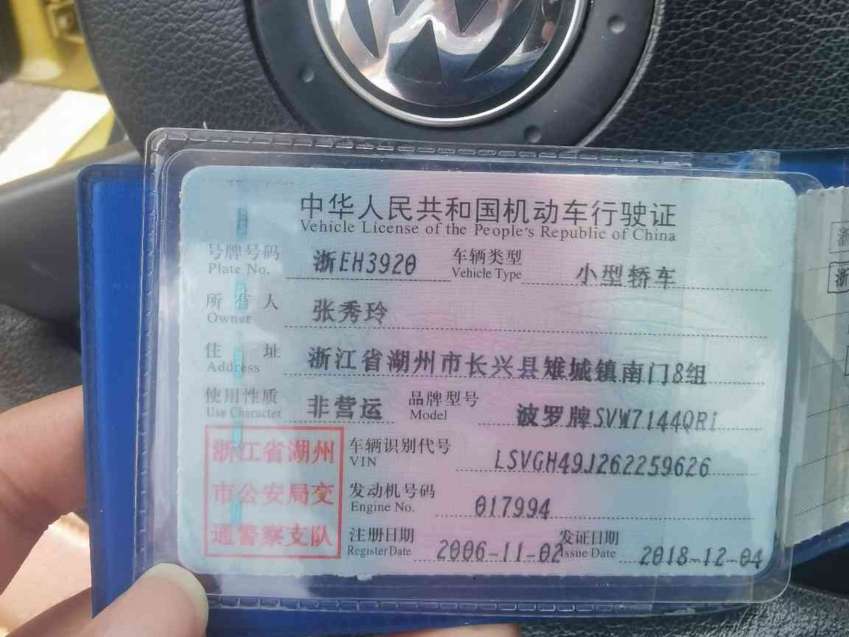 中华人民共和国机动车行驶证
Vehicle License of the People's Republic of China
号牌号码 浙EH3920 车辆类型 小型轿车
Plate No. Vehicle Type
所有人 张秀玲
Owner
住址 浙江省湖州市长兴县雉城镇南门8组
Address
使用性质 非营运 品牌型号 波罗牌SVW7144QRI
Use Character Model
浙江省湖州
市公安局交
通警察支队
车辆识别代号 LSVGH49J262259626
VIN
发动机号码 017994
Engine No.
注册日期 2006-11-02 发证日期 2018-12-04
Register Date Issue Date
浙
浙